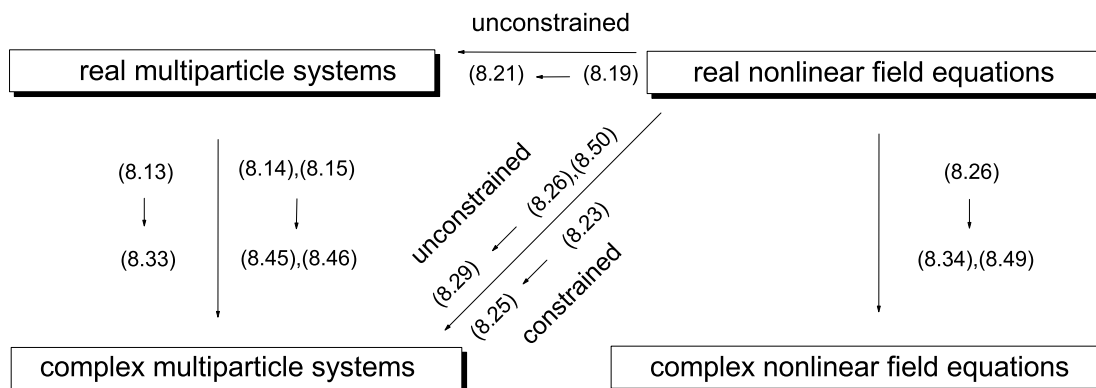 unconstrained
real multiparticle systems
(8.21)
(8.19)
real nonlinear field equations
(8.13)
(8.14),(8.15)
(8.33)
(8.45),(8.46)
unconstrained
(8.26),(8.50)
(8.29)
(8.23)
(8.25)
constrained
(8.26)
(8.34),(8.49)
complex multiparticle systems
complex nonlinear field equations